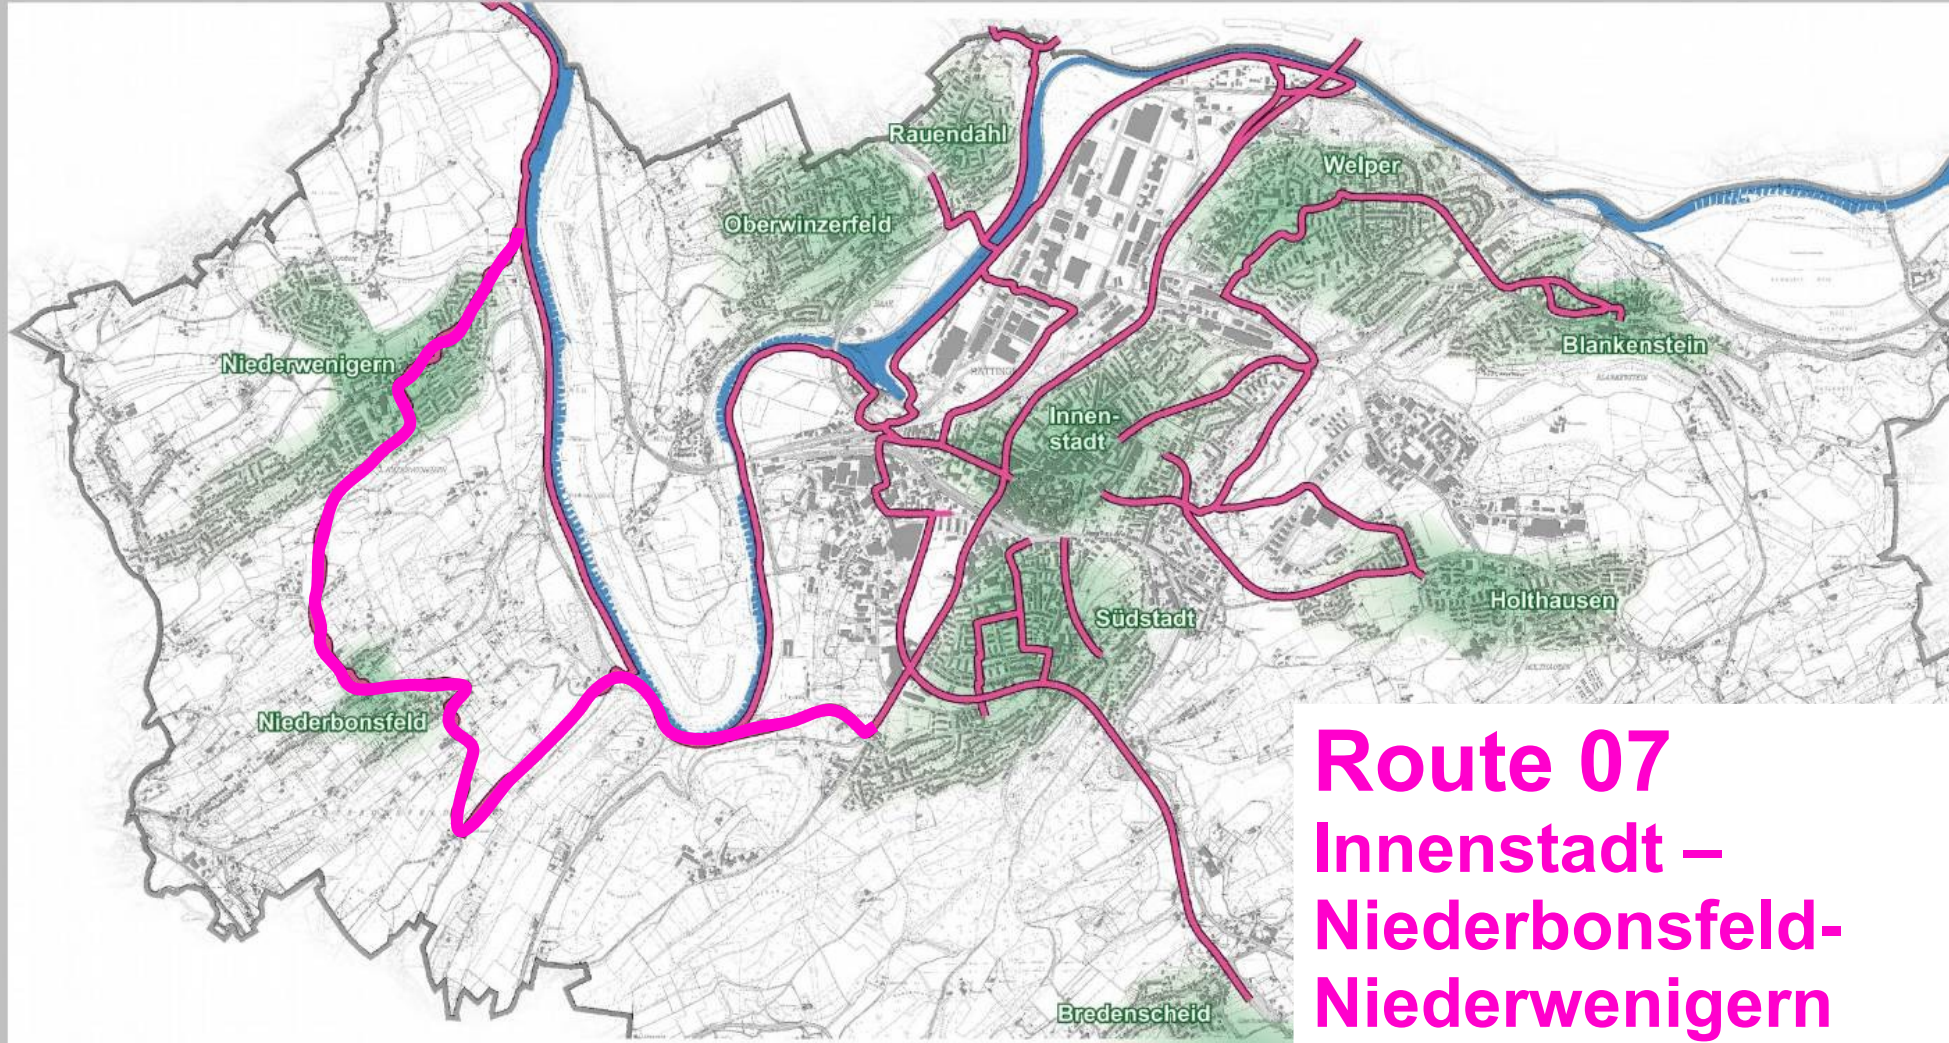 Rauendahl
Welper
Oberwinzerfeld
Blankenstein
Niederwenigern
Innen-
stadt
Holthausen
Südstadt
Niederbonsfeld
Bredenscheid
Route 07
Innenstadt –
Niederbonsfeld-
Niederwenigern